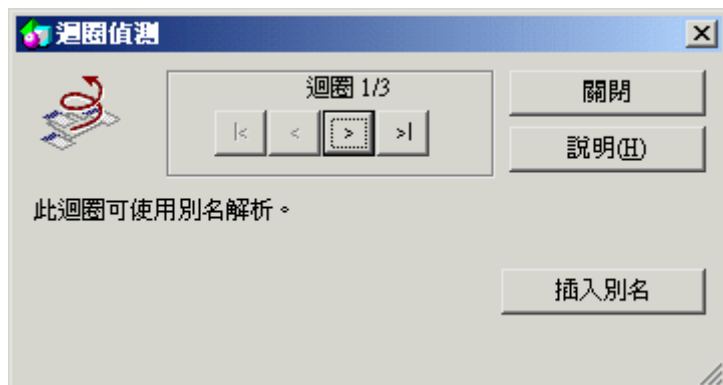 迴圈偵測
迴圈 1/3
|< < > >|
關閉
說明(H)
此迴圈可使用別名解析。
插入別名